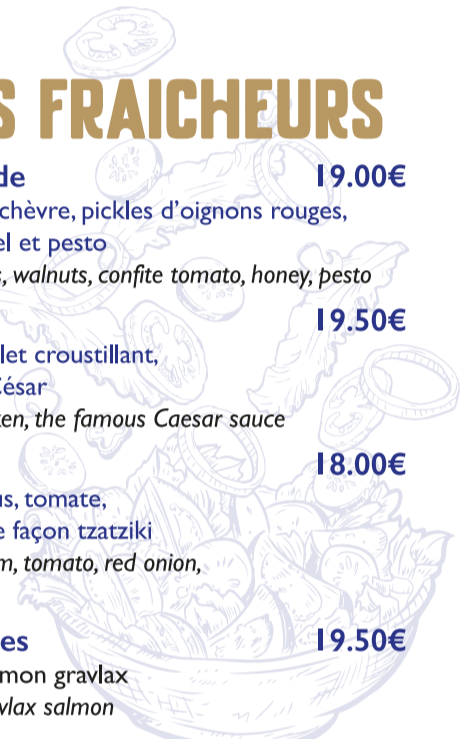 S FRAICHEURS
de 19.00€
chèvre, pickles d'oignons rouges,
el et pesto
s, walnuts, confite tomato, honey, pesto
19.50€
let croustillant,
César
ken, the famous Caesar sauce
18.00€
us, tomate,
e façon tzatziki
m, tomato, red onion,
es 19.50€
mon gravlax
vlax salmon